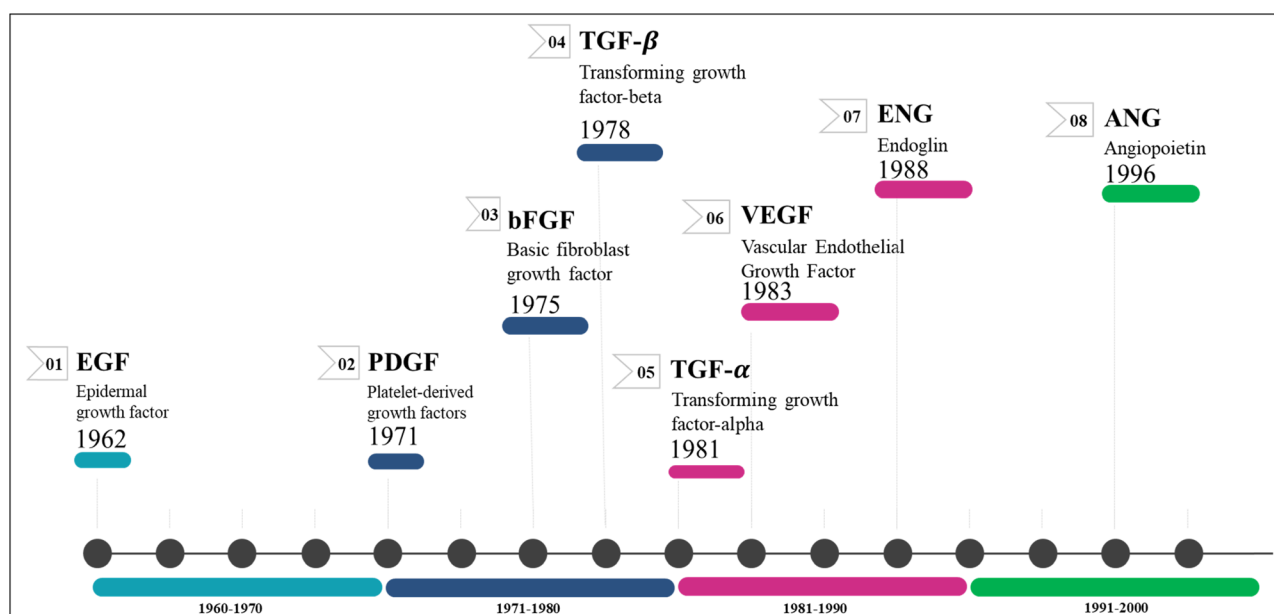 01
EGF
Epidermal
growth factor
1962
02
PDGF
Platelet-derived
growth factors
1971
03
bFGF
Basic fibroblast
growth factor
1975
04
TGF-β
Transforming growth
factor-beta
1978
05
TGF-α
Transforming growth
factor-alpha
1981
06
VEGF
Vascular Endothelial
Growth Factor
1983
07
ENG
Endoglin
1988
08
ANG
Angiopoietin
1996
1960-1970
1971-1980
1981-1990
1991-2000